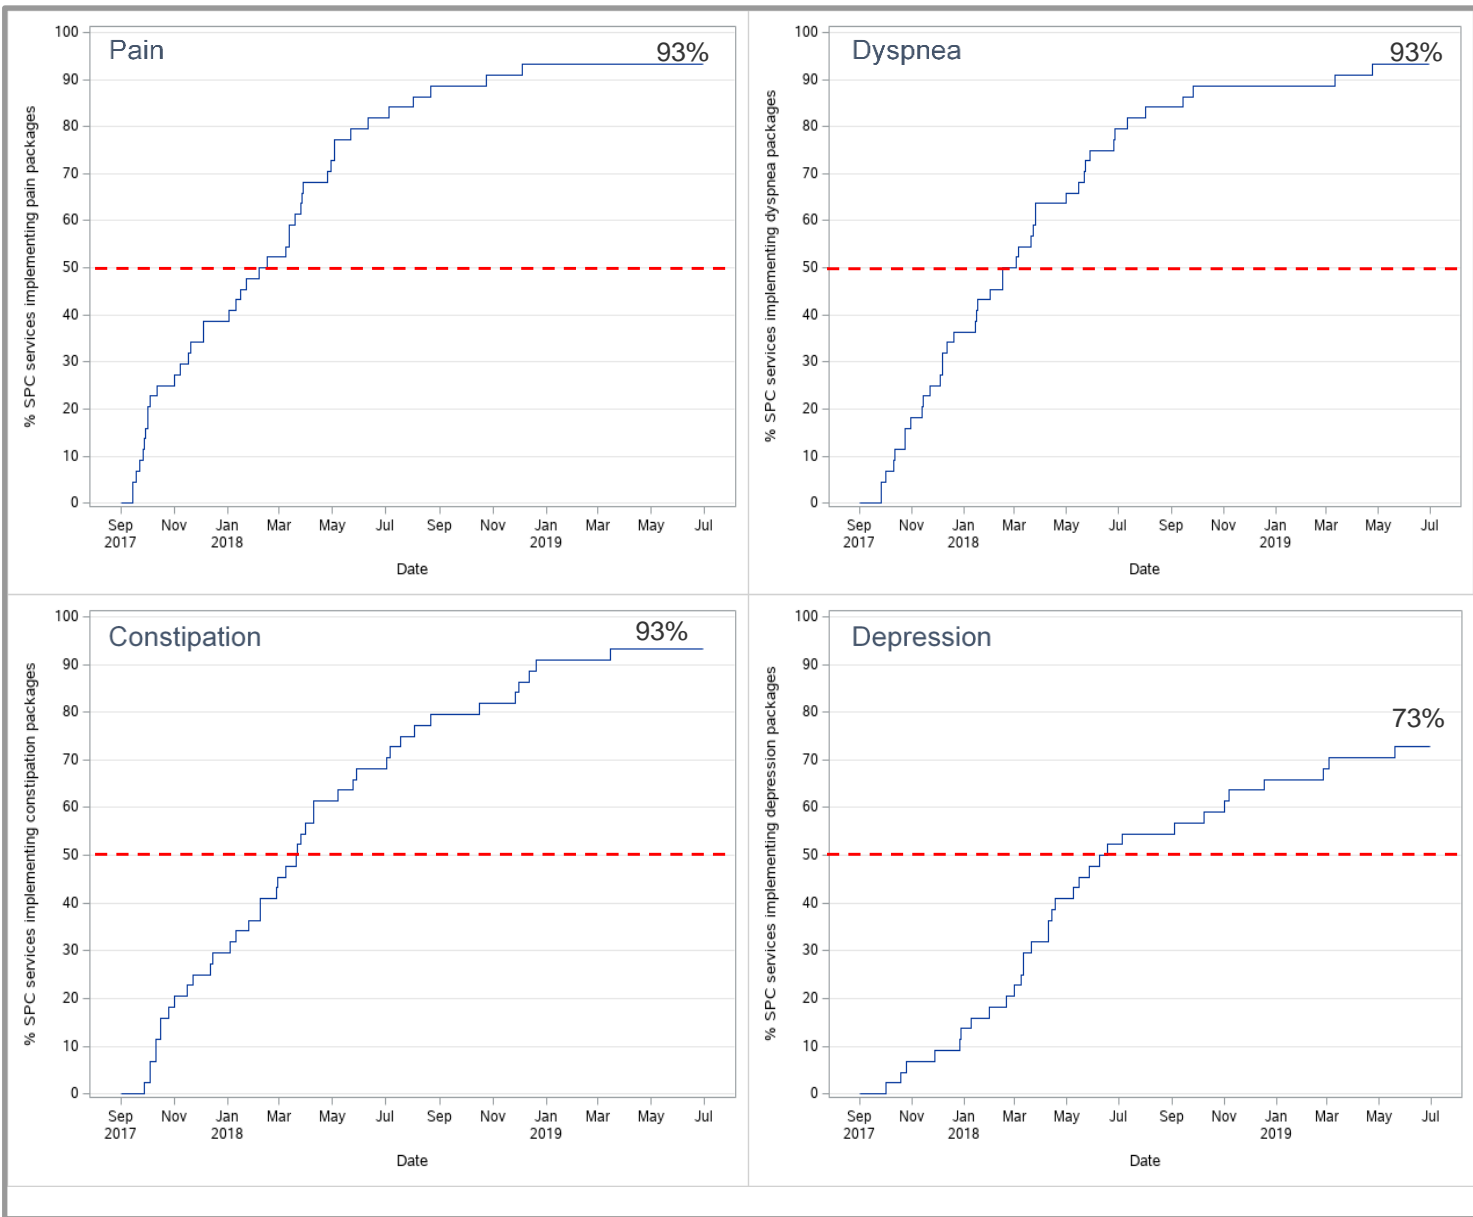 Pain
93%
% SPC services implementing pain packages
100
90
80
70
60
50
40
30
20
10
0
Sep Nov Jan Mar May Jul Sep Nov Jan Mar May Jul
2017 2018 2019
Date
Dyspnea
93%
% SPC services implementing dyspnea packages
100
90
80
70
60
50
40
30
20
10
0
Sep Nov Jan Mar May Jul Sep Nov Jan Mar May Jul
2017 2018 2019
Date
Constipation
93%
% SPC services implementing constipation packages
100
90
80
70
60
50
40
30
20
10
0
Sep Nov Jan Mar May Jul Sep Nov Jan Mar May Jul
2017 2018 2019
Date
Depression
73%
% SPC services implementing depression packages
100
90
80
70
60
50
40
30
20
10
0
Sep Nov Jan Mar May Jul Sep Nov Jan Mar May Jul
2017 2018 2019
Date